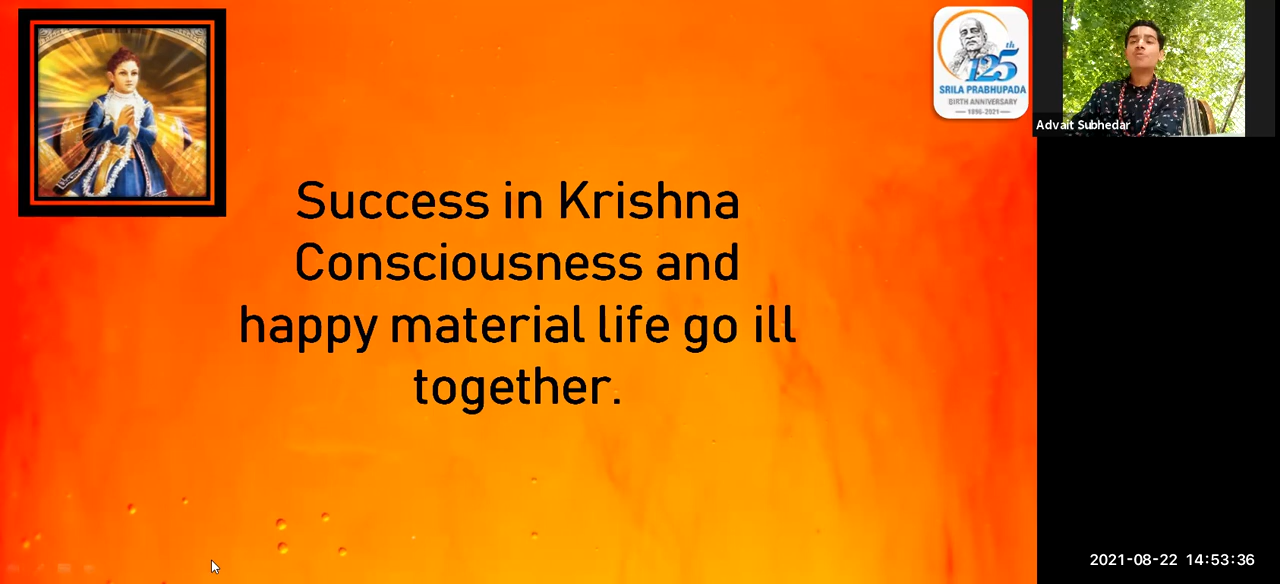 Success in Krishna
Consciousness and
happy material life go ill
together.
125th
SRILA PRABHUPADA
BIRTH ANNIVERSARY
1896-2021
Advait Subhedar
2021-08-22 14:53:36